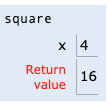 square
x 4
Return
value 16